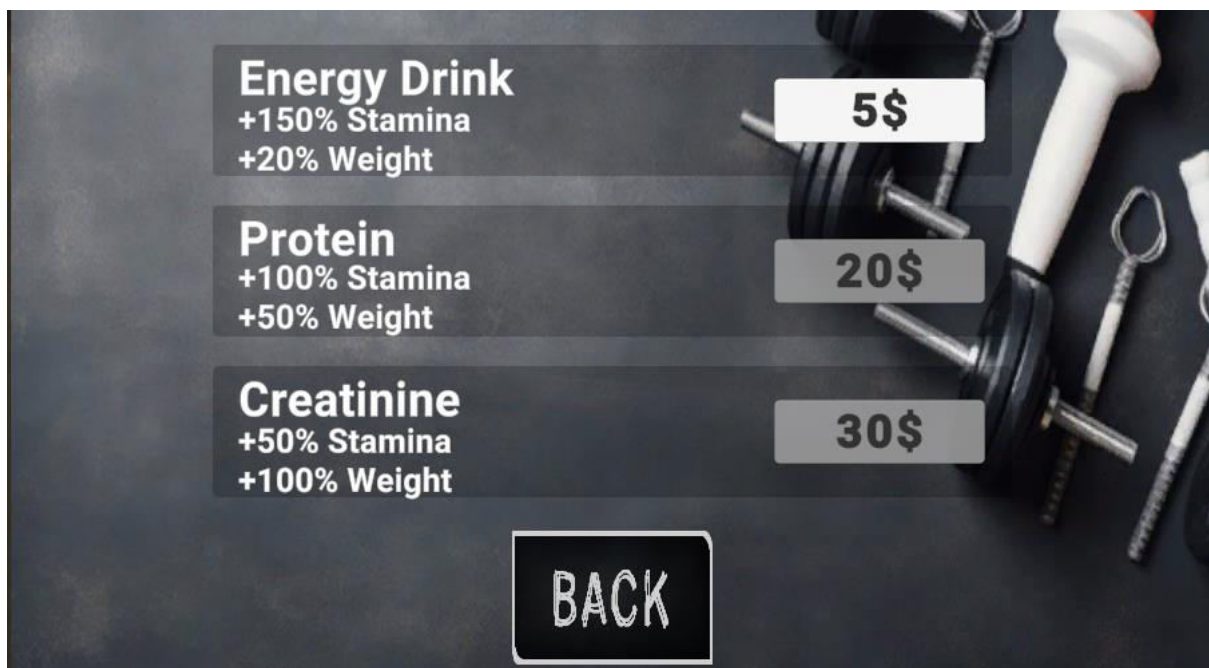 Energy Drink
+150% Stamina
+20% Weight
5$
Protein
+100% Stamina
+50% Weight
20$
Creatinine
+50% Stamina
+100% Weight
30$
BACK